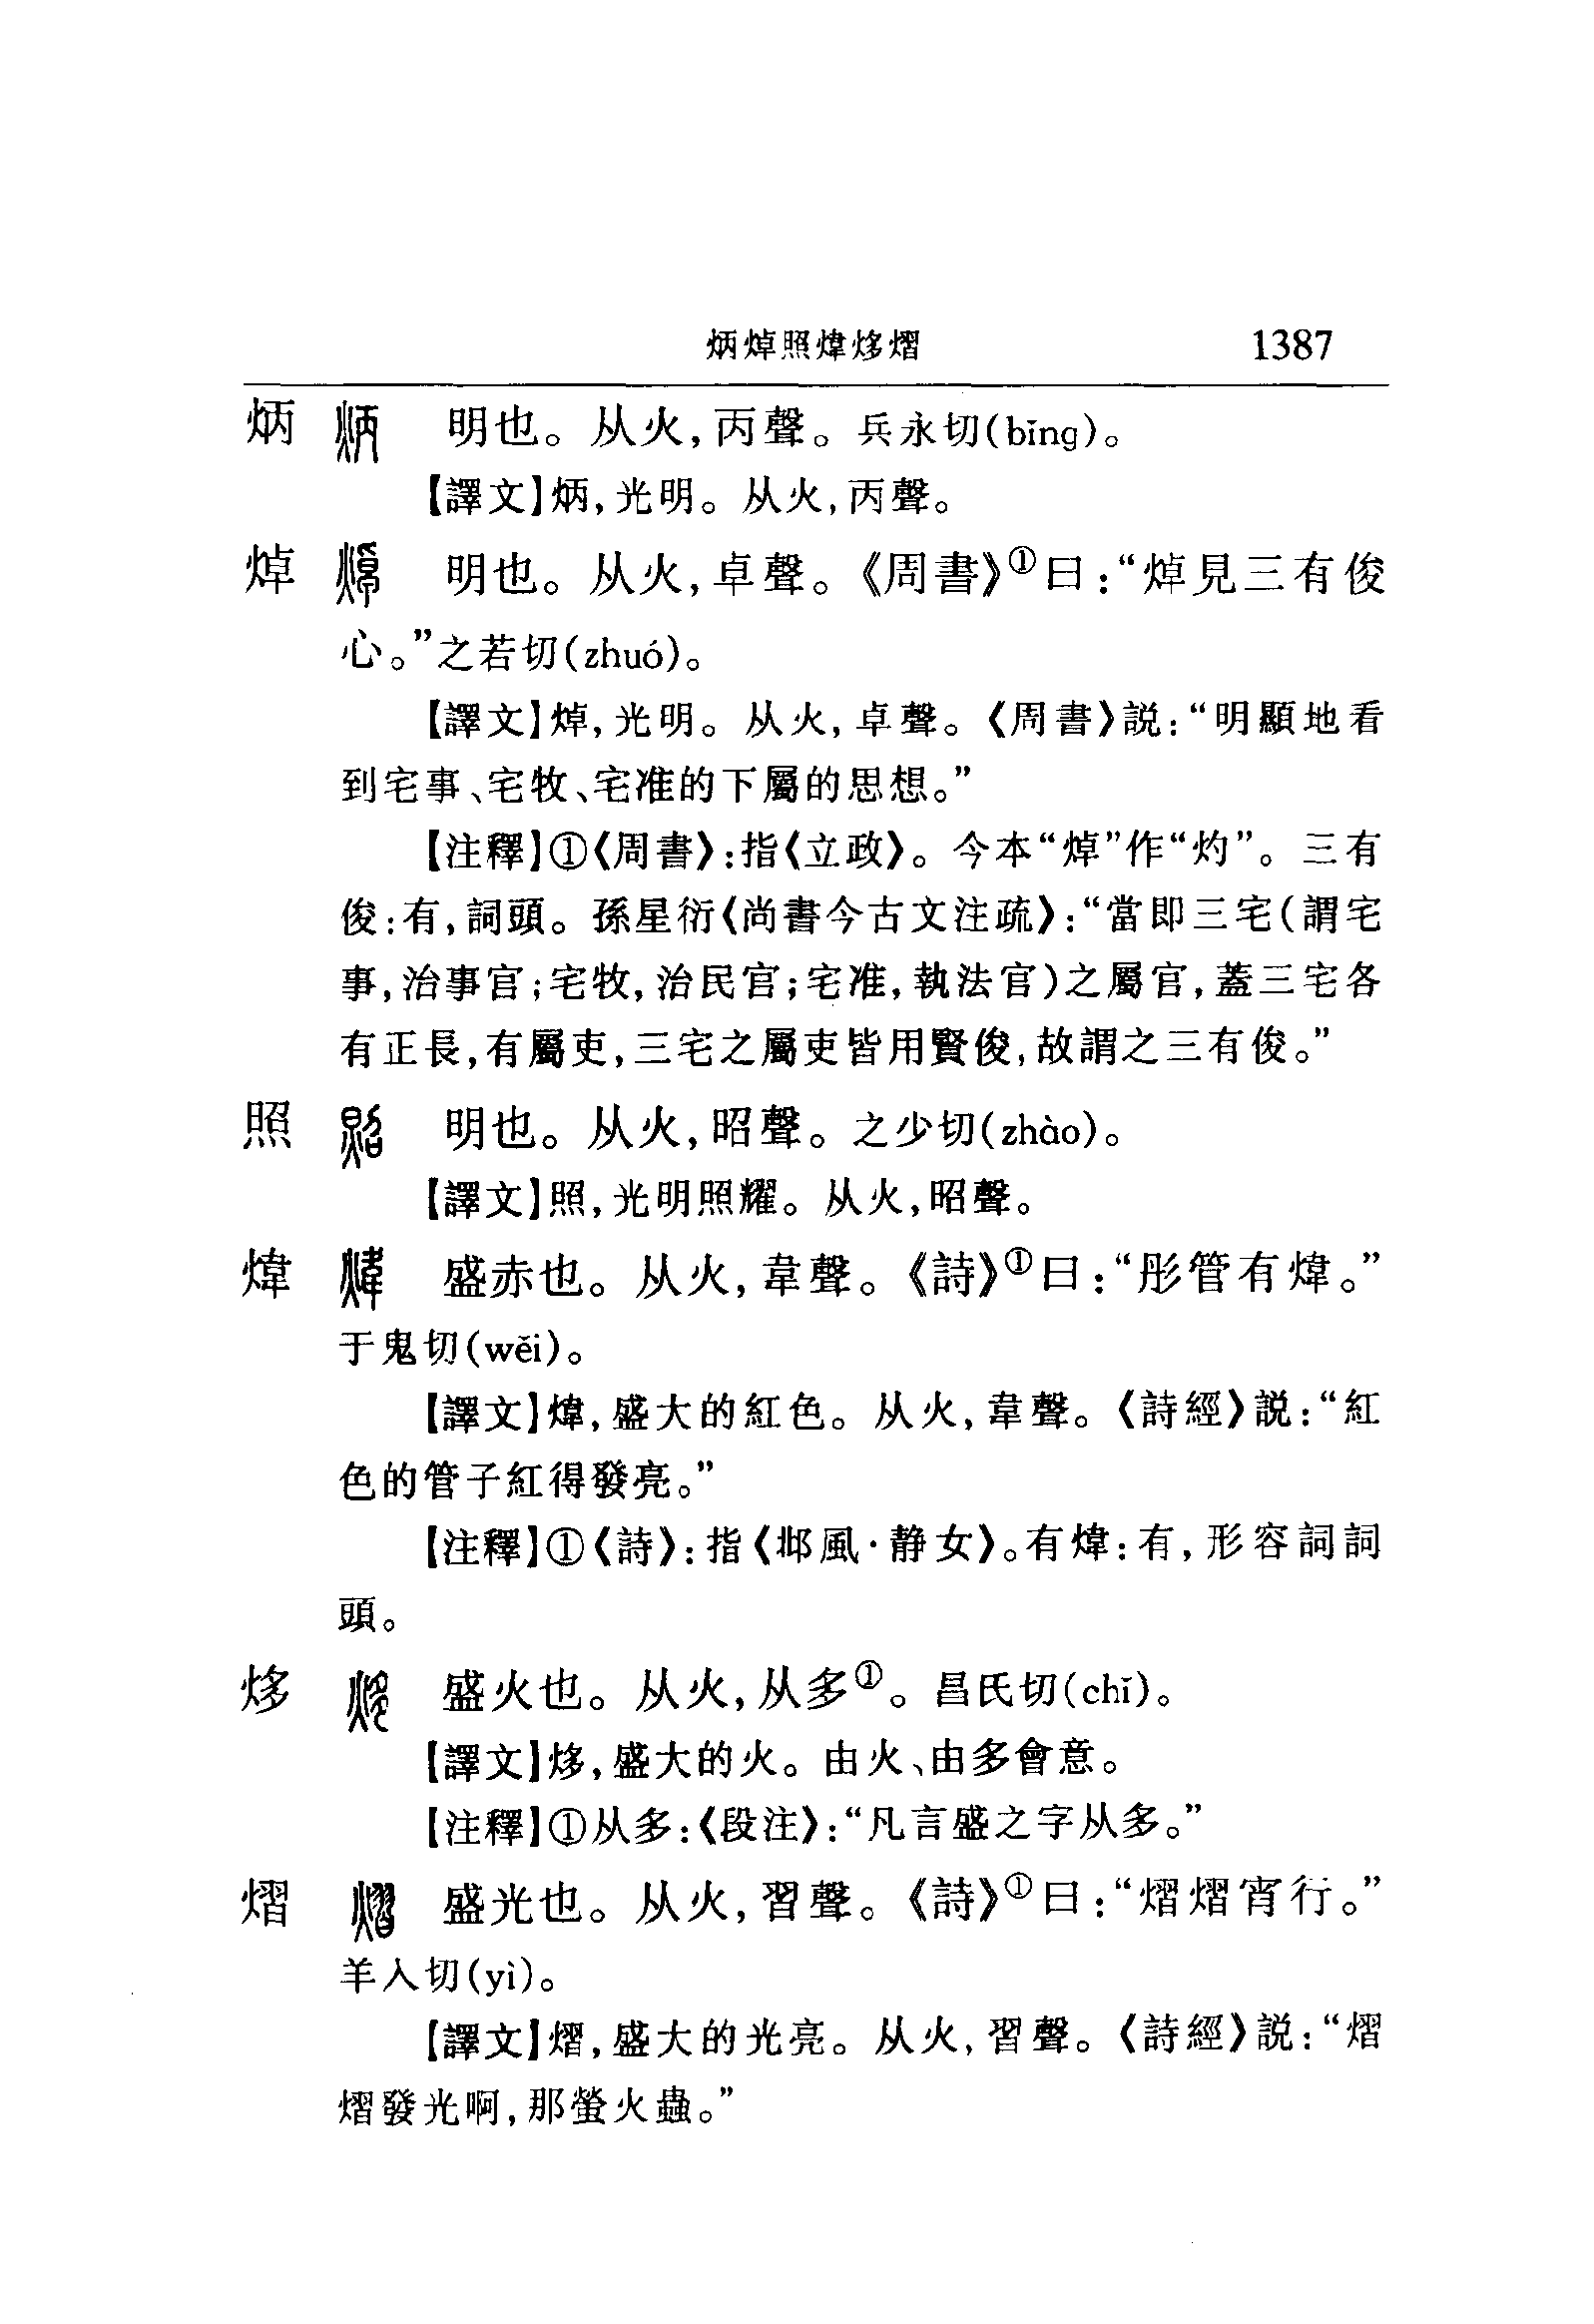 炳焯照煒㶴熠 1387
炳 炳 明也。从火,丙聲。兵永切(bǐng)。
【譯文】炳,光明。从火,丙聲。
焯 焯 明也。从火,卓聲。《周書》①曰:“焯見三有俊
心。”之若切(zhuó)。
【譯文】焯,光明。从火,卓聲。《周書》説:“明顯地看
到宅事、宅牧、宅准的下屬的思想。”
【注釋】①《周書》:指《立政》。今本“焯”作“灼”。三有
俊:有,詞頭。孫星衍《尚書今古文注疏》:“當即三宅(謂宅
事,治事官;宅牧,治民官;宅准,執法官)之屬官,蓋三宅各
有正長,有屬吏,三宅之屬吏皆用賢俊,故謂之三有俊。”
照 照 明也。从火,昭聲。之少切(zhào)。
【譯文】照,光明照耀。从火,昭聲。
煒 煒 盛赤也。从火,韋聲。《詩》①曰:“彤管有煒。”
于鬼切(wěi)。
【譯文】煒,盛大的紅色。从火,韋聲。《詩經》説:“紅
色的管子紅得發亮。”
【注釋】①《詩》:指《邶風·静女》。有煒:有,形容詞詞
頭。
㶴 㶴 盛火也。从火,从多①。昌氏切(chǐ)。
【譯文】㶴,盛大的火。由火、由多會意。
【注釋】①从多:《段注》:“凡言盛之字从多。”
熠 熠 盛光也。从火,習聲。《詩》①曰:“熠熠宵行。”
羊入切(yì)。
【譯文】熠,盛大的光亮。从火,習聲。《詩經》説:“熠
熠發光啊,那螢火蟲。”